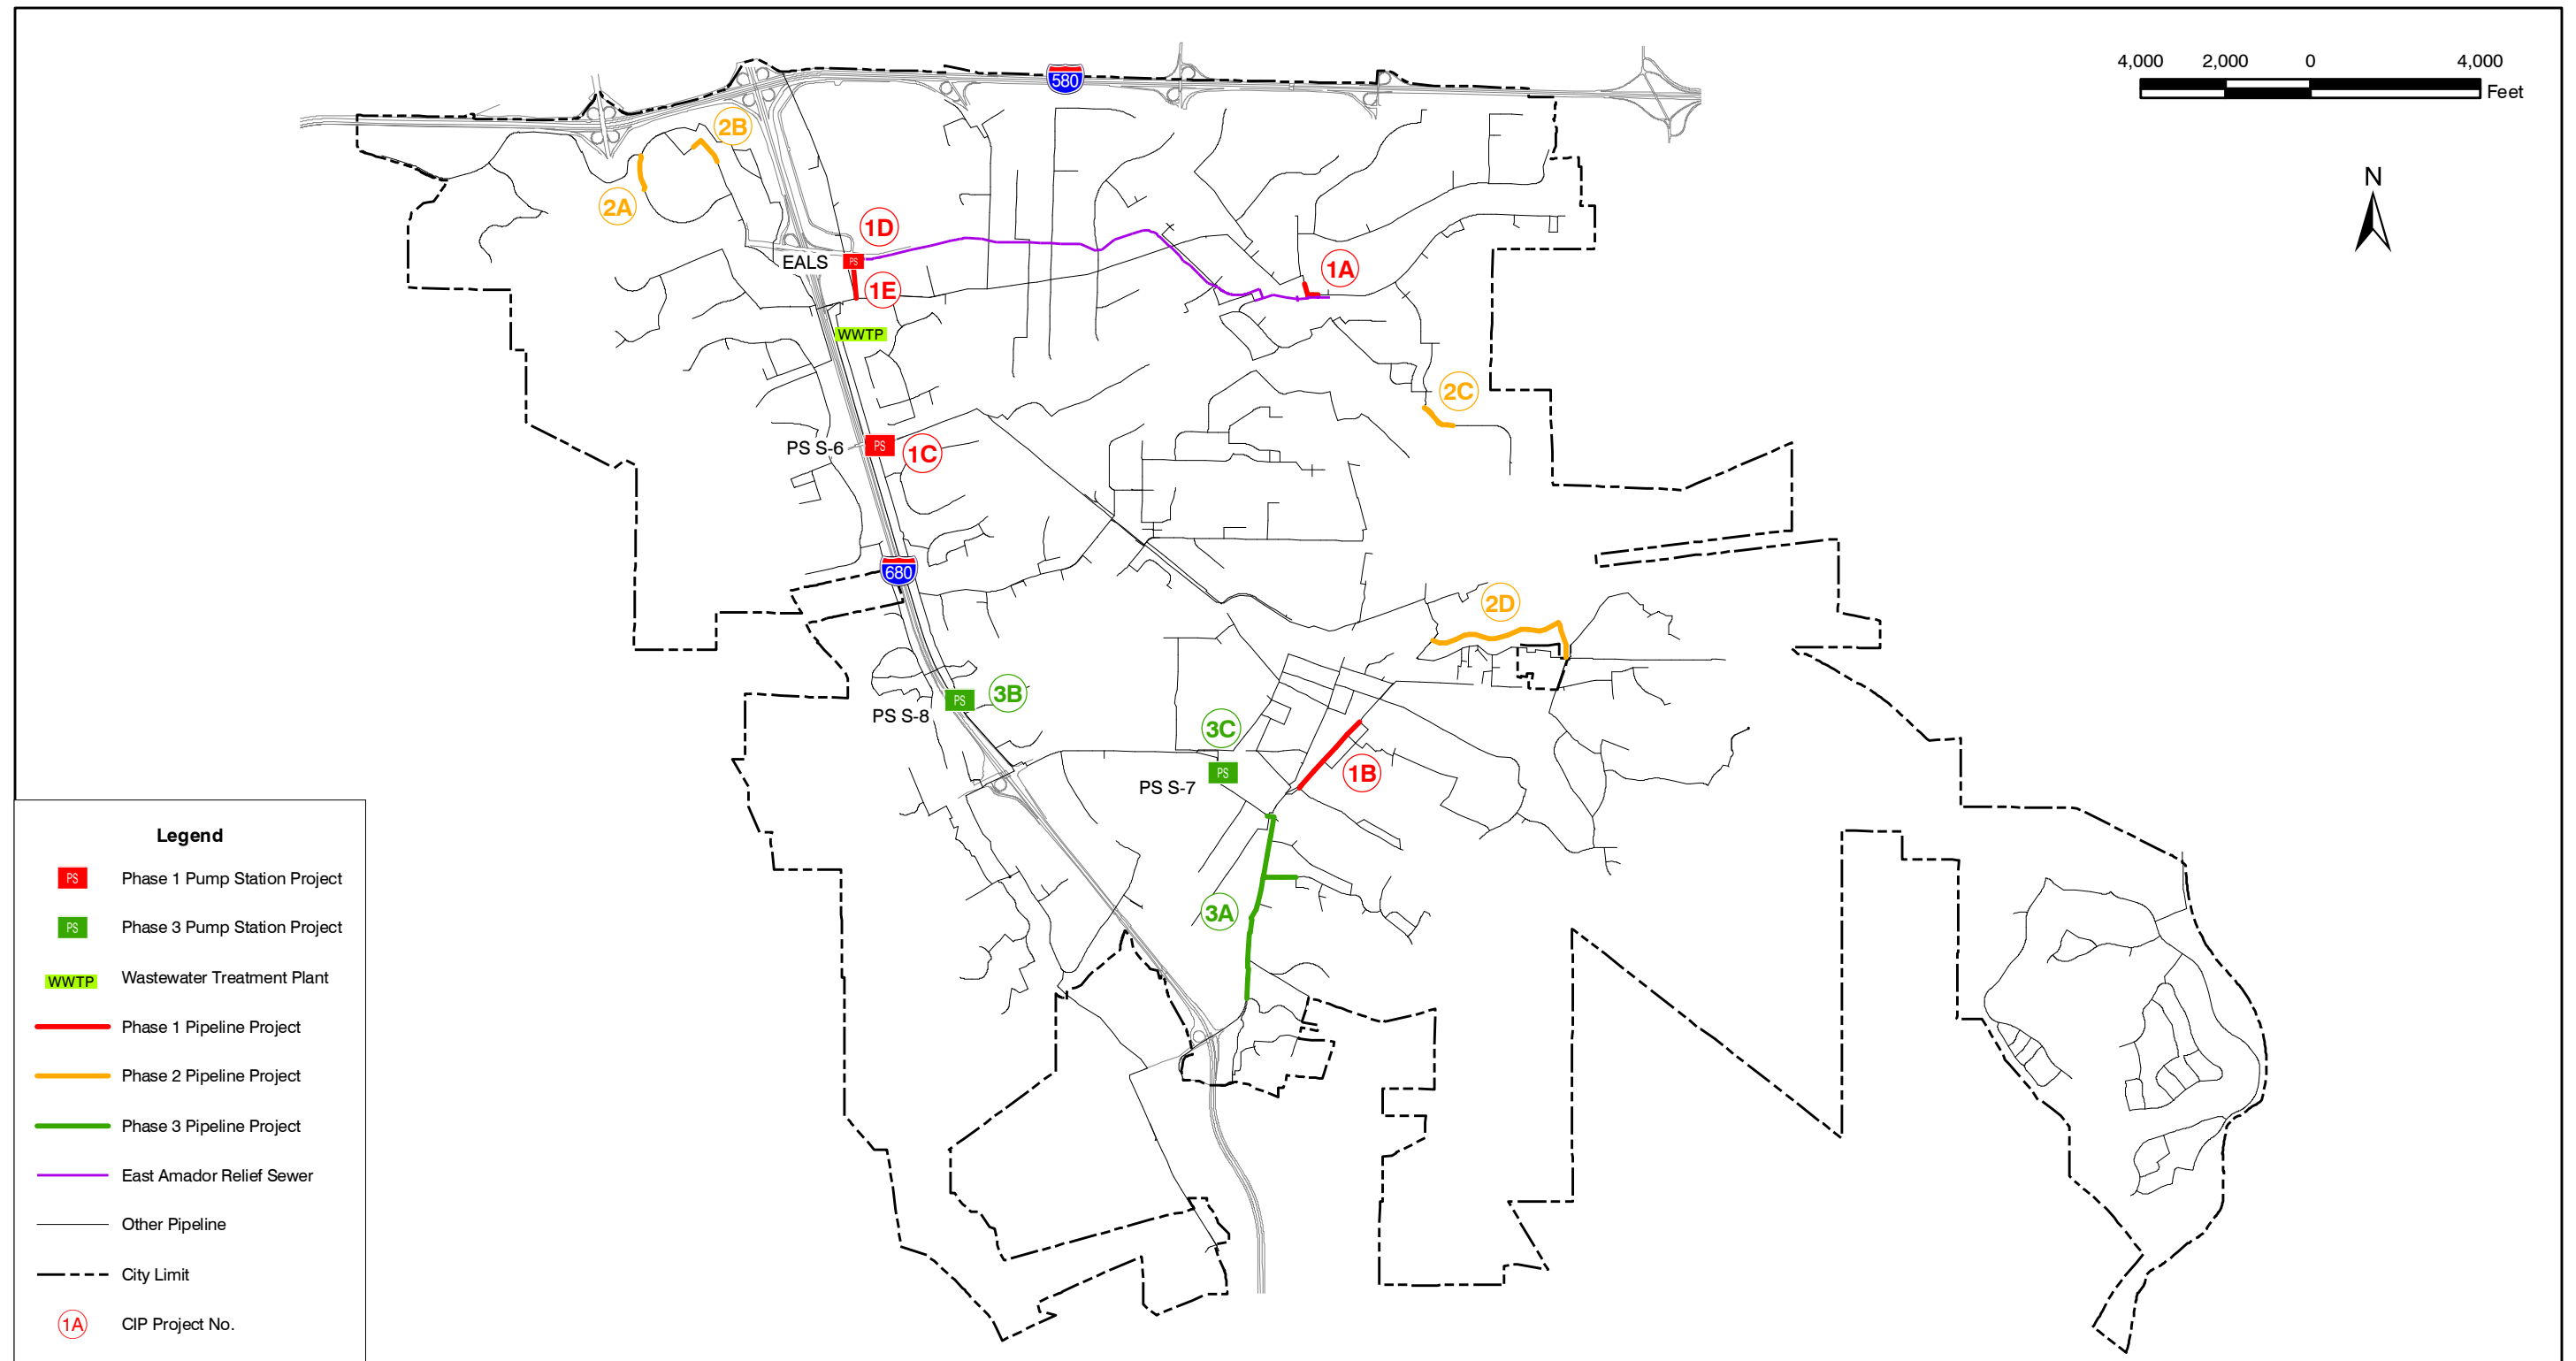 4,000 2,000 0 4,000
Feet
N
580
2B
2A
1D
EALS PS
1E
1A
WWTP
2C
PS S-6 PS 1C
680
2D
PS 3B
PS S-8
3C
PS
PS S-7
1B
3A
Legend
PS Phase 1 Pump Station Project
PS Phase 3 Pump Station Project
WWTP Wastewater Treatment Plant
Phase 1 Pipeline Project
Phase 2 Pipeline Project
Phase 3 Pipeline Project
East Amador Relief Sewer
Other Pipeline
City Limit
1A CIP Project No.